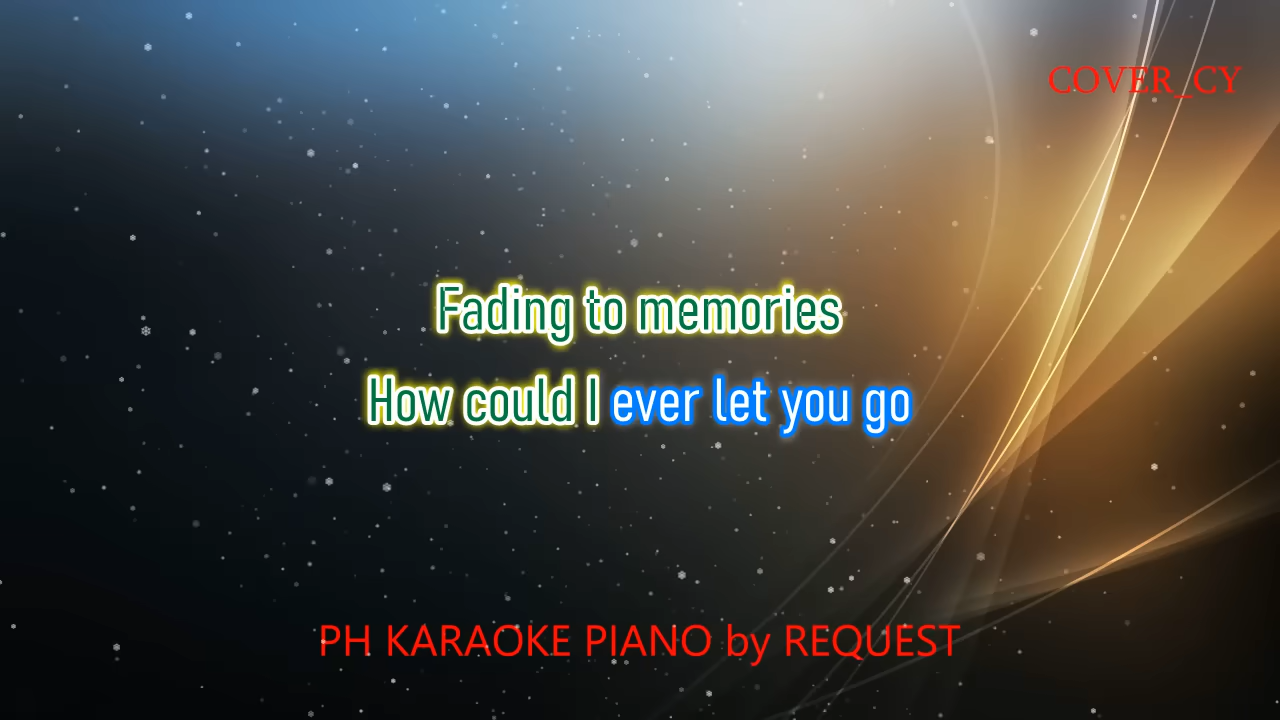 COVER_CY
Fading to memories
How could I ever let you go
PH KARAOKE PIANO by REQUEST